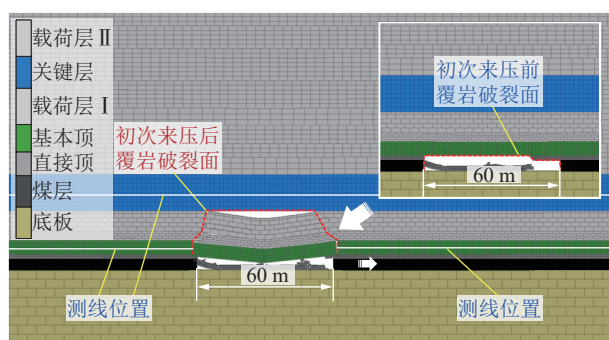 载荷层Ⅱ
关键层
载荷层Ⅰ
基本顶
直接顶
煤层
底板
初次来压后
覆岩破裂面
初次来压前
覆岩破裂面
60 m
60 m
测线位置
测线位置